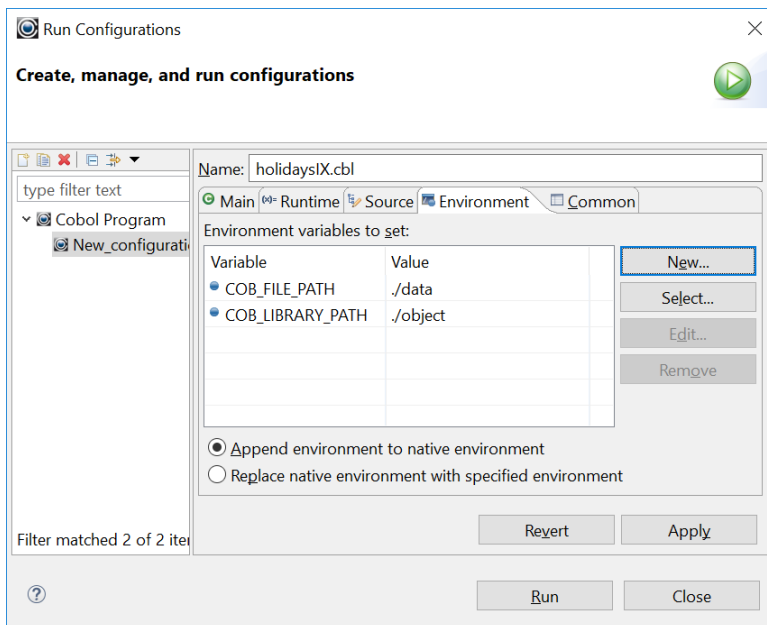 Run Configurations
Create, manage, and run configurations
type filter text
Cobol Program
New_configurati
Filter matched 2 of 2 iter
Name: holidaysIX.cbl
Main Runtime Source Environment Common
Environment variables to set:
Variable Value
COB_FILE_PATH ./data
COB_LIBRARY_PATH ./object
New...
Select...
Edit...
Remove
Append environment to native environment
Replace native environment with specified environment
Revert Apply
Run Close